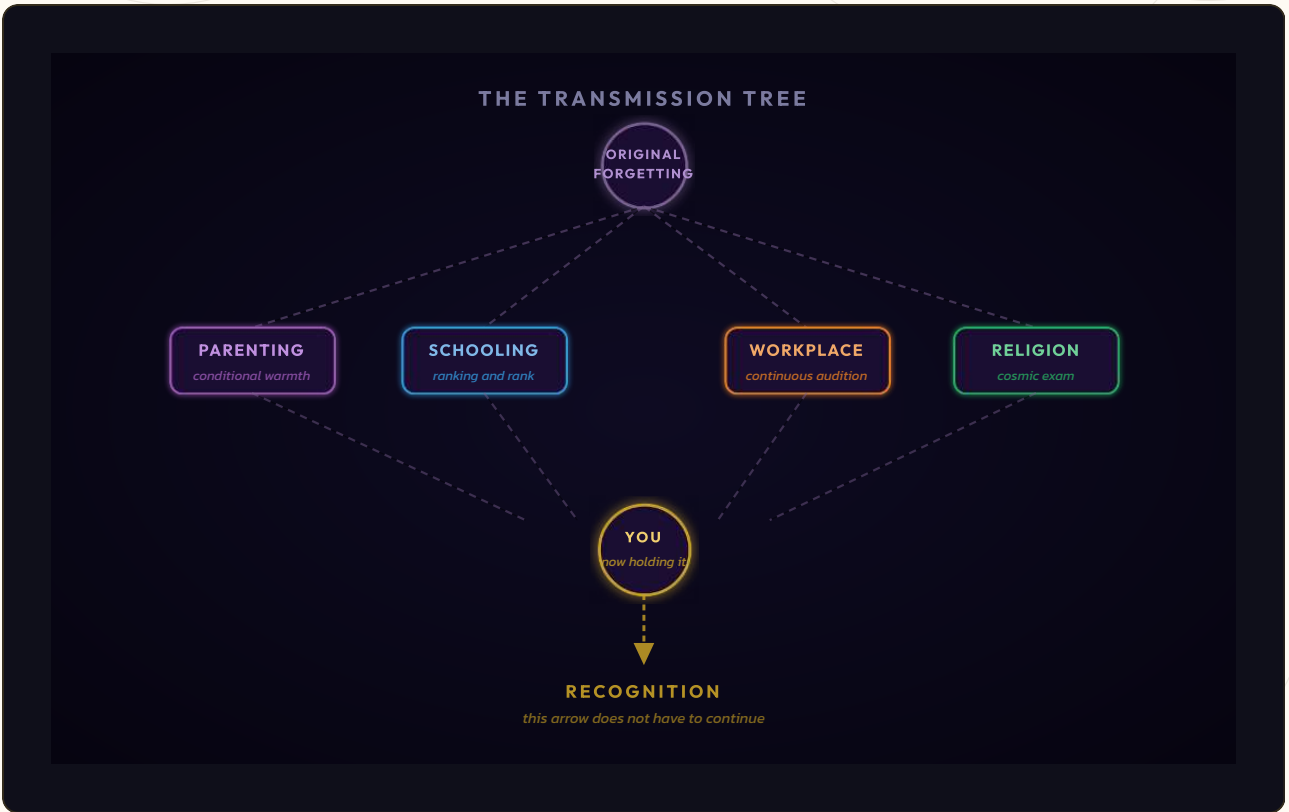 THE TRANSMISSION TREE
ORIGINAL
FORGETTING
PARENTING
conditional warmth
SCHOOLING
ranking and rank
WORKPLACE
continuous audition
RELIGION
cosmic exam
YOU
now holding it
RECOGNITION
this arrow does not have to continue